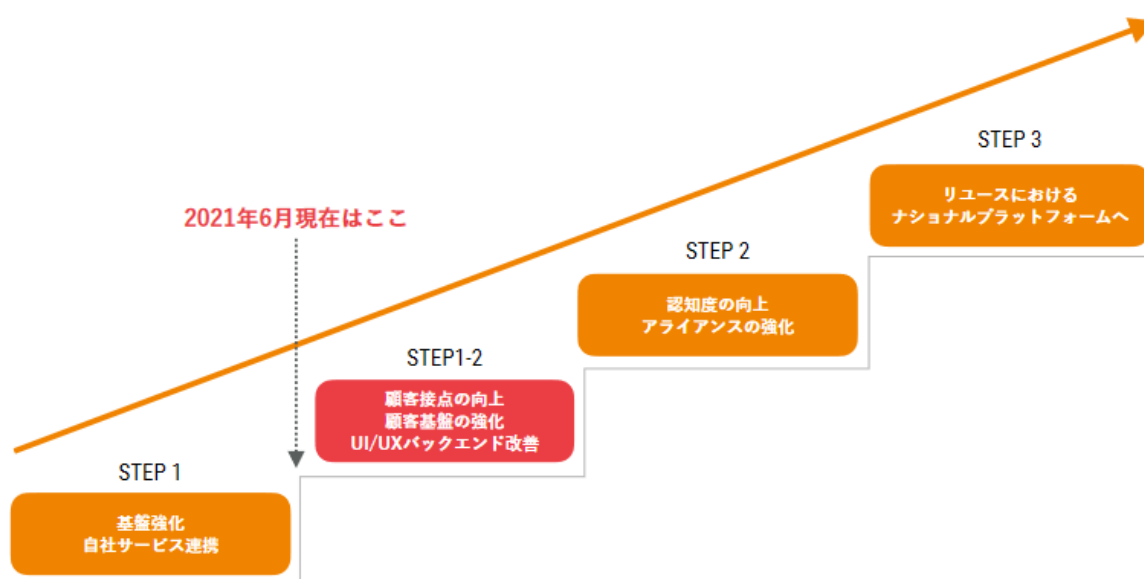 STEP 3
リユースにおける
ナショナルプラットフォームへ
2021年6月現在はここ
STEP 2
認知度の向上
アライアンスの強化
STEP1-2
顧客接点の向上
顧客基盤の強化
UI/UXバックエンド改善
STEP 1
基盤強化
自社サービス連携